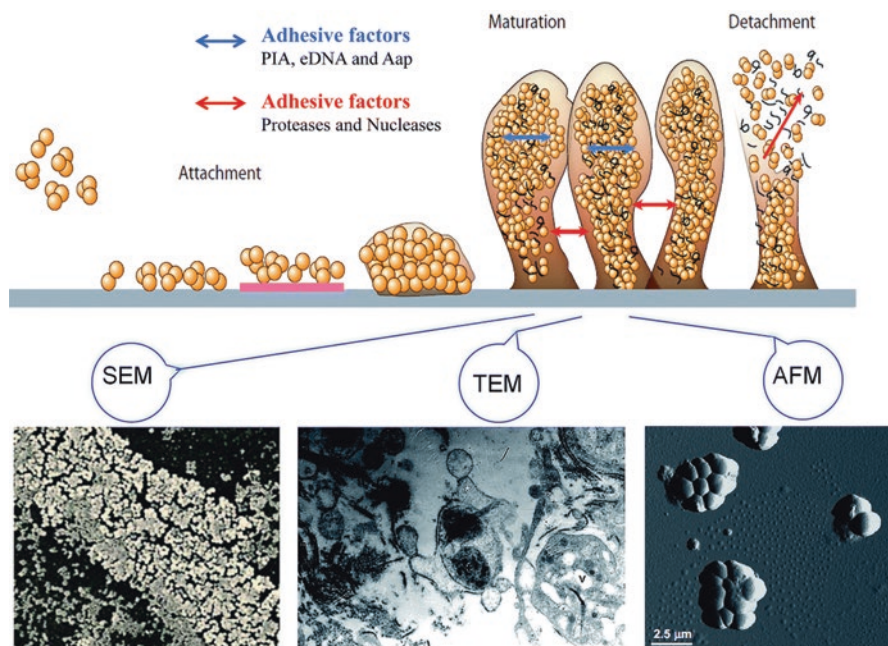 Adhesive factors
PIA, eDNA and Aap
Adhesive factors
Proteases and Nucleases
Attachment
Maturation
Detachment
SEM
TEM
AFM
v
2.5 μm